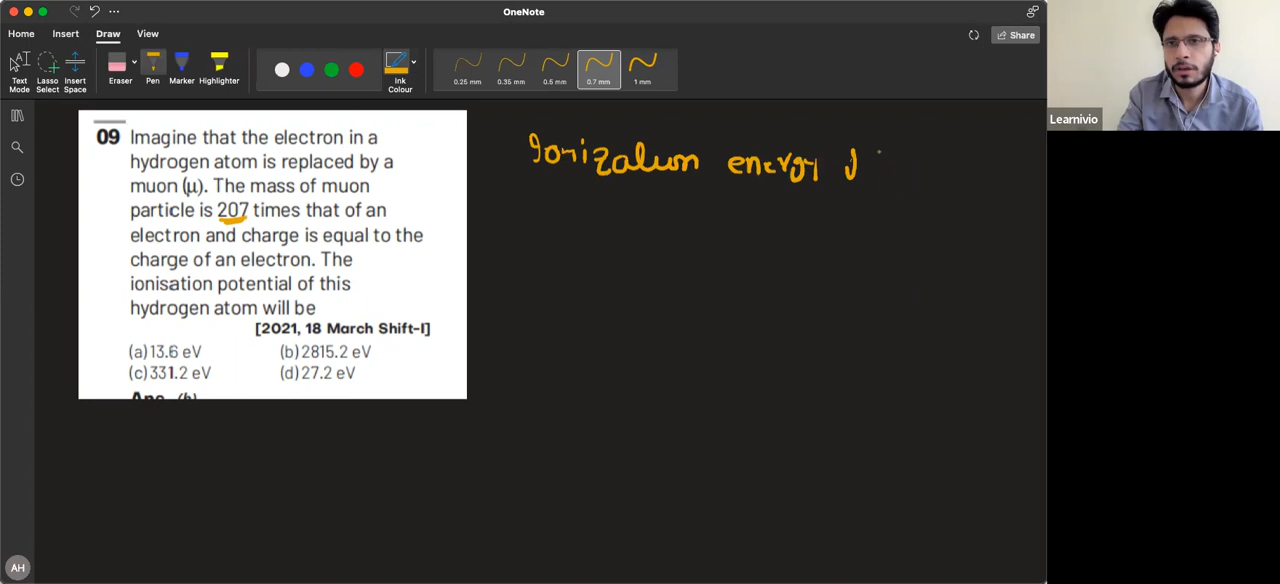 OneNote
Home Insert Draw View
Share
Text Mode
Lasso Select
Insert Space
Eraser
Pen
Marker
Highlighter
Ink Colour
0.25 mm
0.35 mm
0.5 mm
0.7 mm
1 mm
Learnivio
09 Imagine that the electron in a
hydrogen atom is replaced by a
muon (μ). The mass of muon
particle is 207 times that of an
electron and charge is equal to the
charge of an electron. The
ionisation potential of this
hydrogen atom will be
[2021, 18 March Shift-I]
(a) 13.6 eV (b) 2815.2 eV
(c) 331.2 eV (d) 27.2 eV
Ionization energy
AH